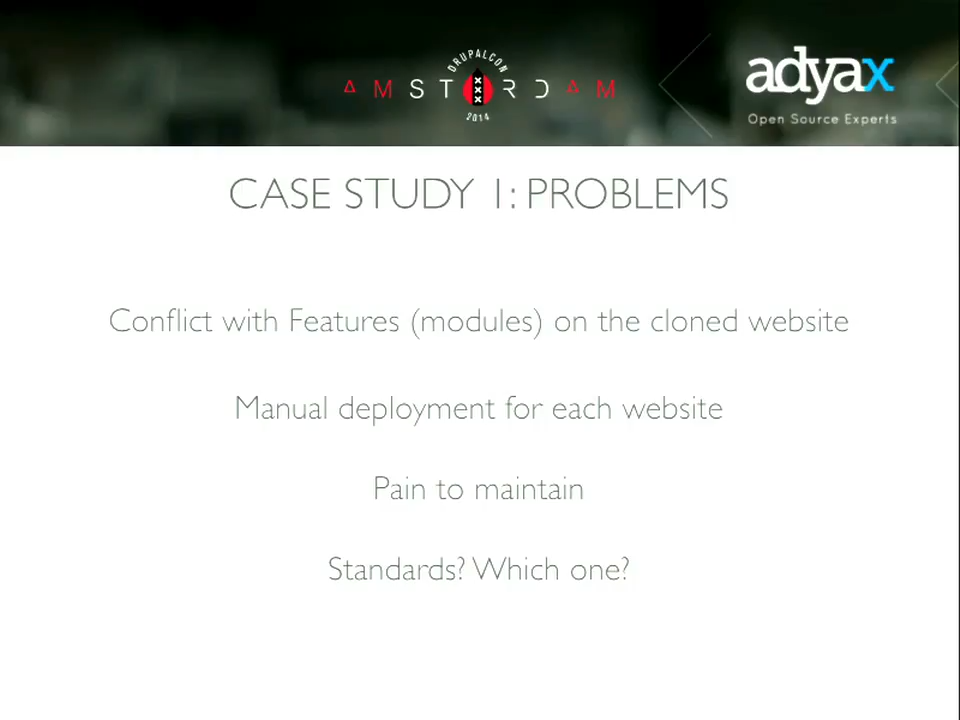 DRUPALCON
AMSTERDAM
2014
adyax
Open Source Experts
CASE STUDY 1: PROBLEMS
Conflict with Features (modules) on the cloned website
Manual deployment for each website
Pain to maintain
Standards? Which one?